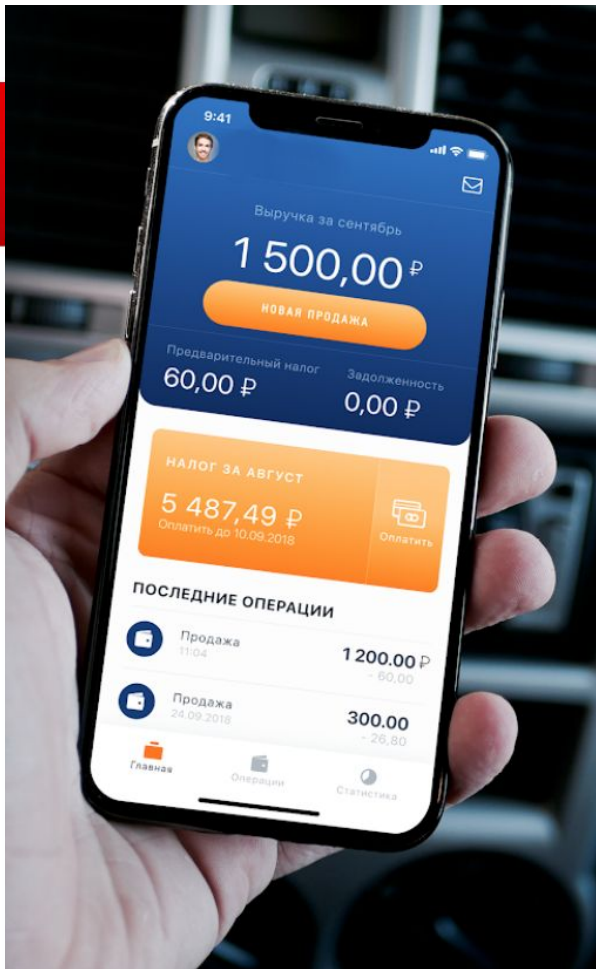 9:41
Выручка за сентябрь
1 500,00 ₽
НОВАЯ ПРОДАЖА
Предварительный налог
60,00 ₽
Задолженность
0,00 ₽
НАЛОГ ЗА АВГУСТ
5 487,49 ₽
Оплатить до 10.09.2018
Оплатить
ПОСЛЕДНИЕ ОПЕРАЦИИ
Продажа
11:04
1 200.00 ₽
- 60,00
Продажа
24.09.2018
300.00
- 26,80
Главная
Операции
Статистика